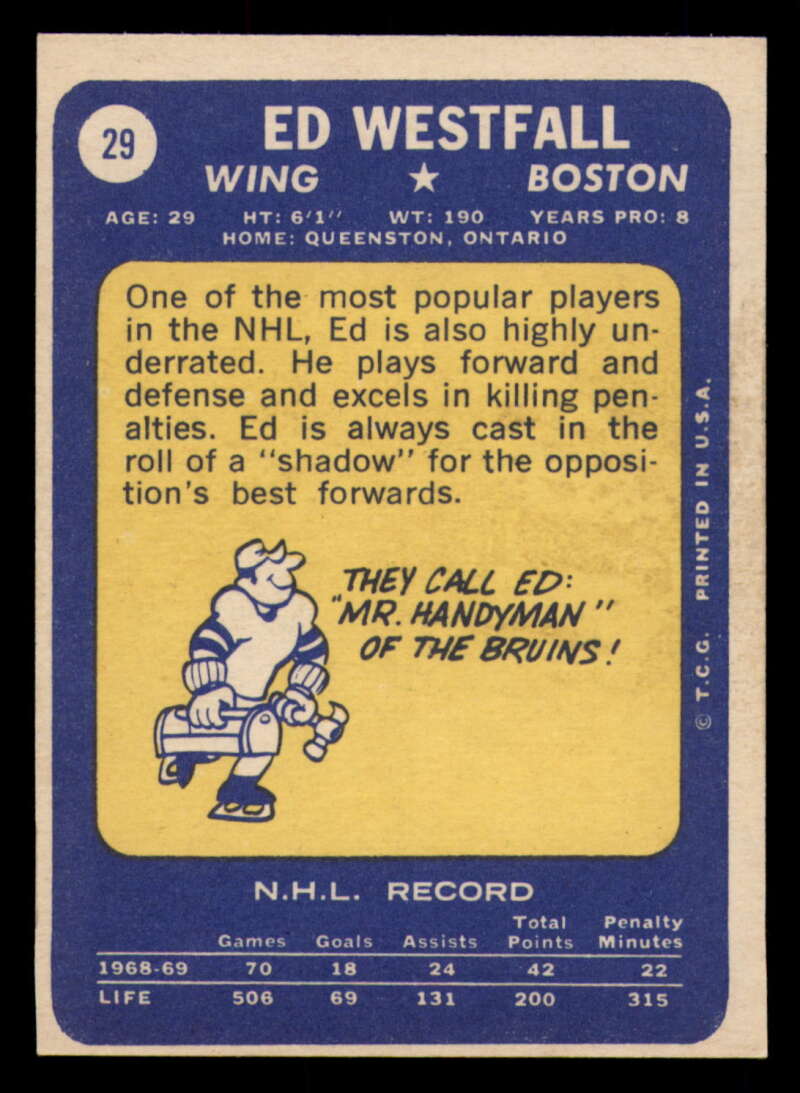 29
ED WESTFALL
WING ★ BOSTON
AGE: 29 HT: 6'1" WT: 190 YEARS PRO: 8
HOME: QUEENSTON, ONTARIO
One of the most popular players
in the NHL, Ed is also highly un-
derrated. He plays forward and
defense and excels in killing pen-
alties. Ed is always cast in the
roll of a "shadow" for the opposi-
tion's best forwards.
THEY CALL ED:
"MR. HANDYMAN"
OF THE BRUINS!
© T.C.G. PRINTED IN U.S.A.
N.H.L. RECORD
Games Goals Assists Total Points Penalty Minutes
1968-69 70 18 24 42 22
LIFE 506 69 131 200 315